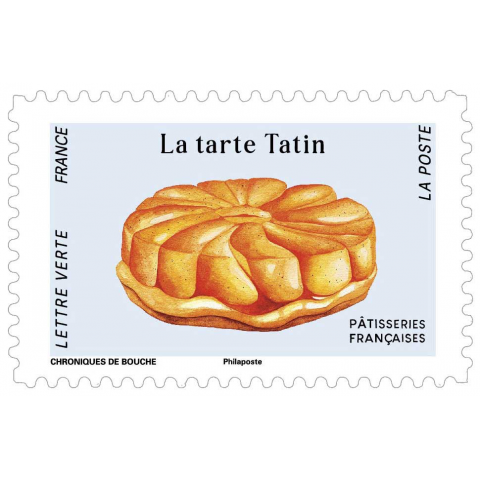 La tarte Tatin
FRANCE
LETTRE VERTE
LA POSTE
PÂTISSERIES
FRANÇAISES
CHRONIQUES DE BOUCHE
Philaposte